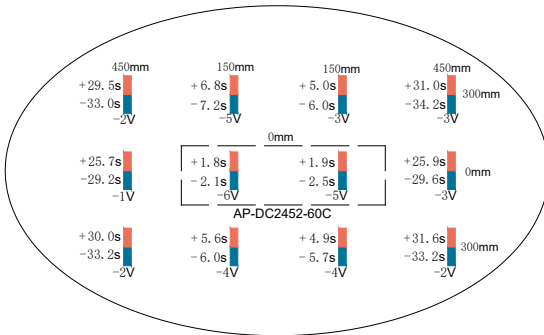 450mm 150mm 150mm 450mm
+29.5s +6.8s +5.0s +31.0s 300mm
-33.0s -7.2s -6.0s -34.2s
-2V -5V -3V -3V
0mm
+25.7s +1.8s +1.9s +25.9s 0mm
-29.2s -2.1s -2.5s -29.6s
-1V -6V -5V -3V
AP-DC2452-60C
+30.0s +5.6s +4.9s +31.6s 300mm
-33.2s -6.0s -5.7s -33.2s
-2V -4V -4V -2V